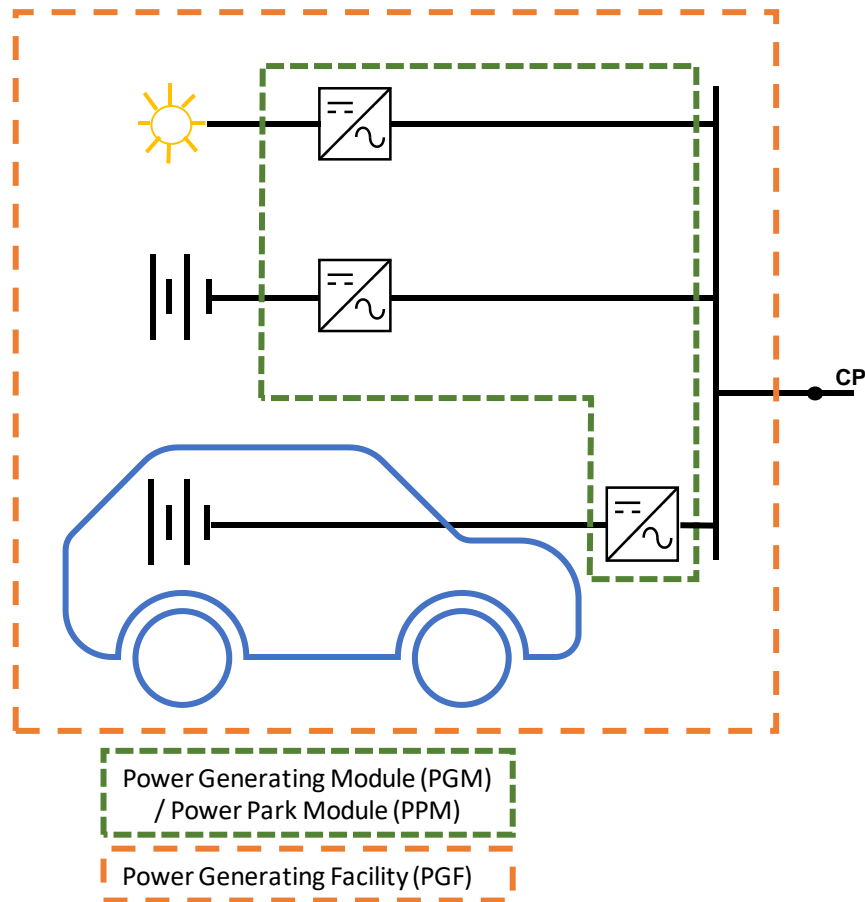 CP
Power Generating Module (PGM)
/ Power Park Module (PPM)
Power Generating Facility (PGF)